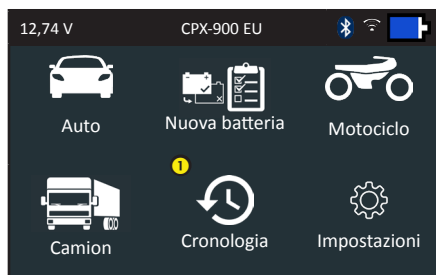 12,74 V CPX-900 EU
Auto Nuova batteria Motociclo
1
Camion Cronologia Impostazioni